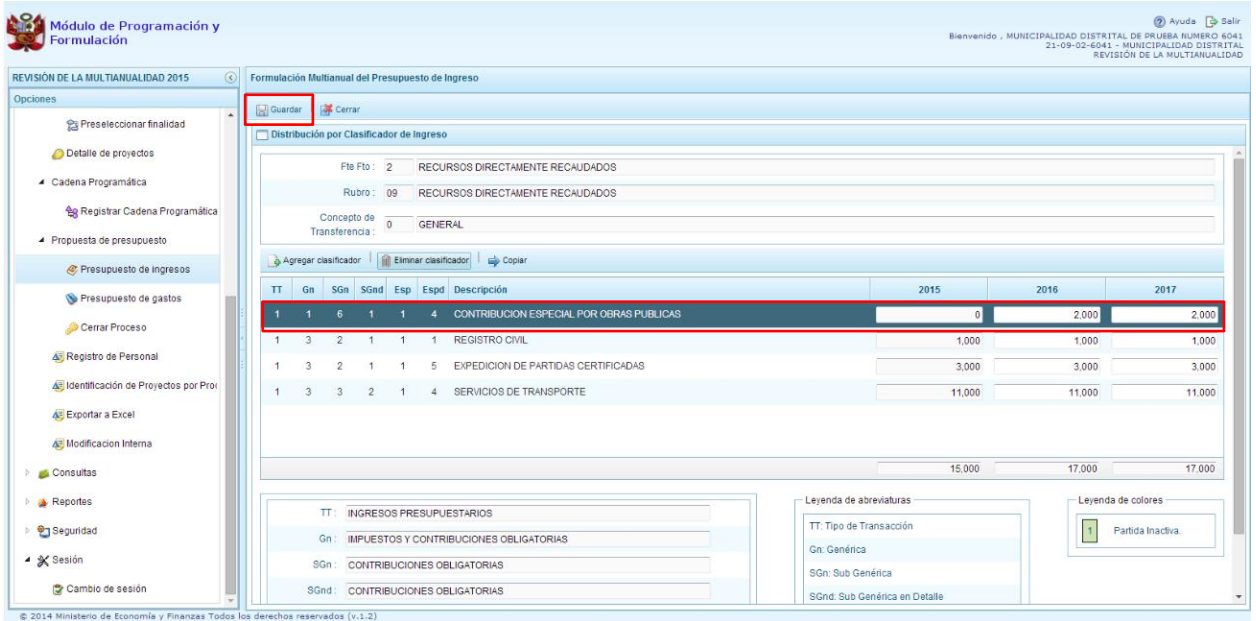 Módulo de Programación y
Formulación
Ayuda Salir
Bienvenido , MUNICIPALIDAD DISTRITAL DE PRUEBA NUMERO 6041
21-09-02-6041 - MUNICIPALIDAD DISTRITAL
REVISIÓN DE LA MULTIANUALIDAD
REVISIÓN DE LA MULTIANUALIDAD 2015
Opciones
Preseleccionar finalidad
Detalle de proyectos
Cadena Programática
Registrar Cadena Programática
Propuesta de presupuesto
Presupuesto de ingresos
Presupuesto de gastos
Cerrar Proceso
Registro de Personal
Identificación de Proyectos por Pro
Exportar a Excel
Modificacion Interna
Consultas
Reportes
Seguridad
Sesión
Cambio de sesión
Formulación Multianual del Presupuesto de Ingreso
Guardar Cerrar
Distribución por Clasificador de Ingreso
Fte Fto : 2 RECURSOS DIRECTAMENTE RECAUDADOS
Rubro : 09 RECURSOS DIRECTAMENTE RECAUDADOS
Concepto de
Transferencia : 0 GENERAL
Agregar clasificador Eliminar clasificador Copiar
TT Gn SGn SGnd Esp Espd Descripción 2015 2016 2017
1 1 6 1 1 4 CONTRIBUCION ESPECIAL POR OBRAS PUBLICAS 0 2,000 2,000
1 3 2 1 1 1 REGISTRO CIVIL 1,000 1,000 1,000
1 3 2 1 1 5 EXPEDICION DE PARTIDAS CERTIFICADAS 3,000 3,000 3,000
1 3 3 2 1 4 SERVICIOS DE TRANSPORTE 11,000 11,000 11,000
15,000 17,000 17,000
TT : INGRESOS PRESUPUESTARIOS
Gn : IMPUESTOS Y CONTRIBUCIONES OBLIGATORIAS
SGn : CONTRIBUCIONES OBLIGATORIAS
SGnd : CONTRIBUCIONES OBLIGATORIAS
Leyenda de abreviaturas
TT: Tipo de Transacción
Gn: Genérica
SGn: Sub Genérica
SGnd: Sub Genérica en Detalle
Leyenda de colores
1 Partida Inactiva.
© 2014 Ministerio de Economía y Finanzas Todos los derechos reservados (v.1.2)